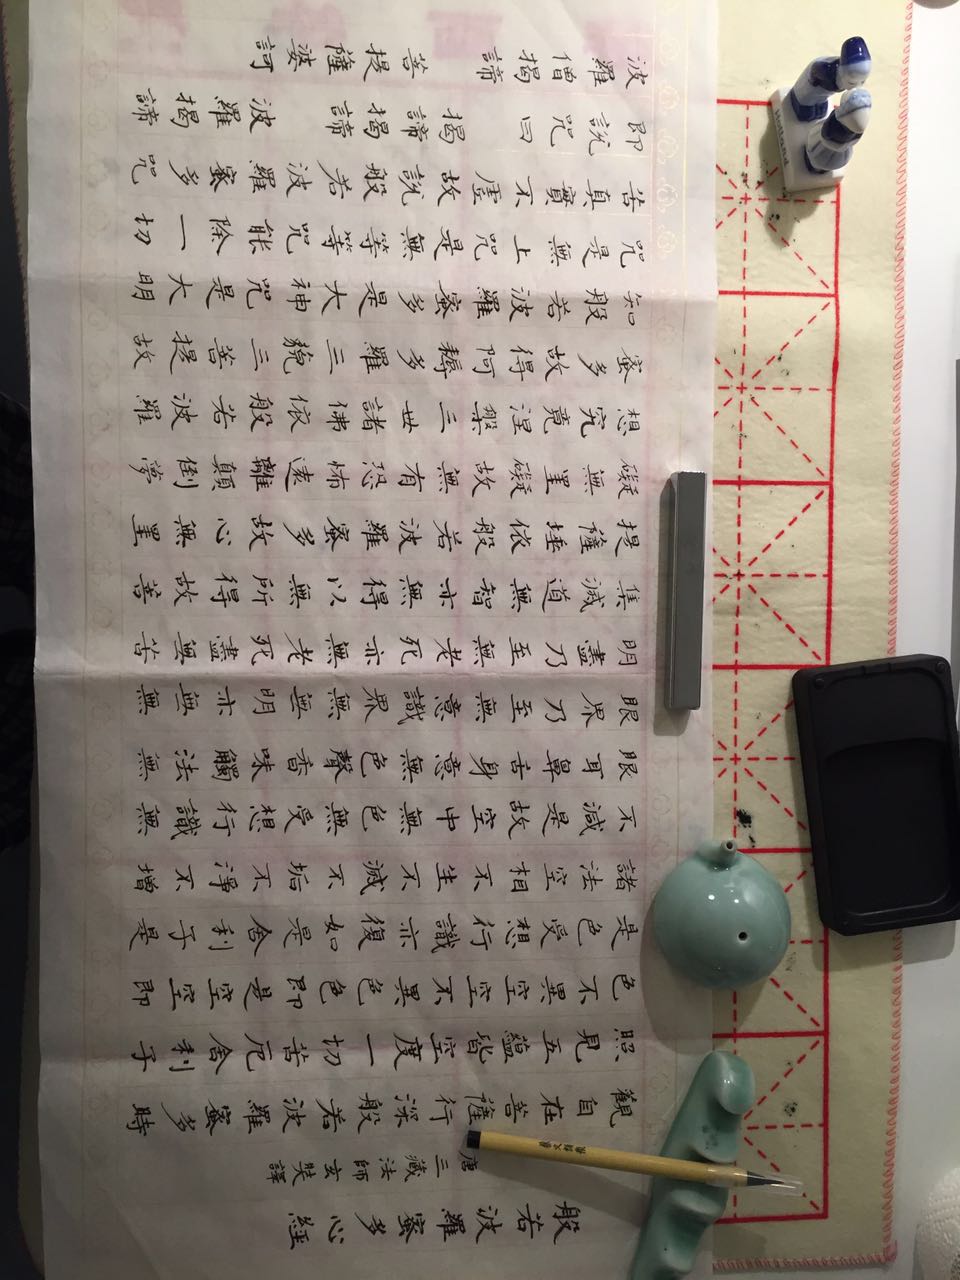 般若波羅蜜多心經
唐三藏法師玄奘譯
觀自在菩薩行深般若波羅蜜多時
照見五蘊皆空度一切苦厄舍利子
色不異空空不異色色即是空空即
是色受想行識亦復如是舍利子是
諸法空相不生不滅不垢不淨不增
不減是故空中無色無受想行識無
眼耳鼻舌身意無色聲香味觸法無
眼界乃至無意識界無無明亦無無
明盡乃至無老死亦無老死盡無苦
集滅道無智亦無得以無所得故菩
提薩埵依般若波羅蜜多故心無罣
礙無罣礙故無有恐怖遠離顛倒夢
想究竟涅槃三世諸佛依般若波羅
蜜多故得阿耨多羅三藐三菩提故
知般若波羅蜜多是大神咒是大明
咒是無上咒是無等等咒能除一切
苦真實不虛故說般若波羅蜜多咒
即說咒曰 揭諦揭諦 波羅揭諦
波羅僧揭諦 菩提薩婆訶
Holland